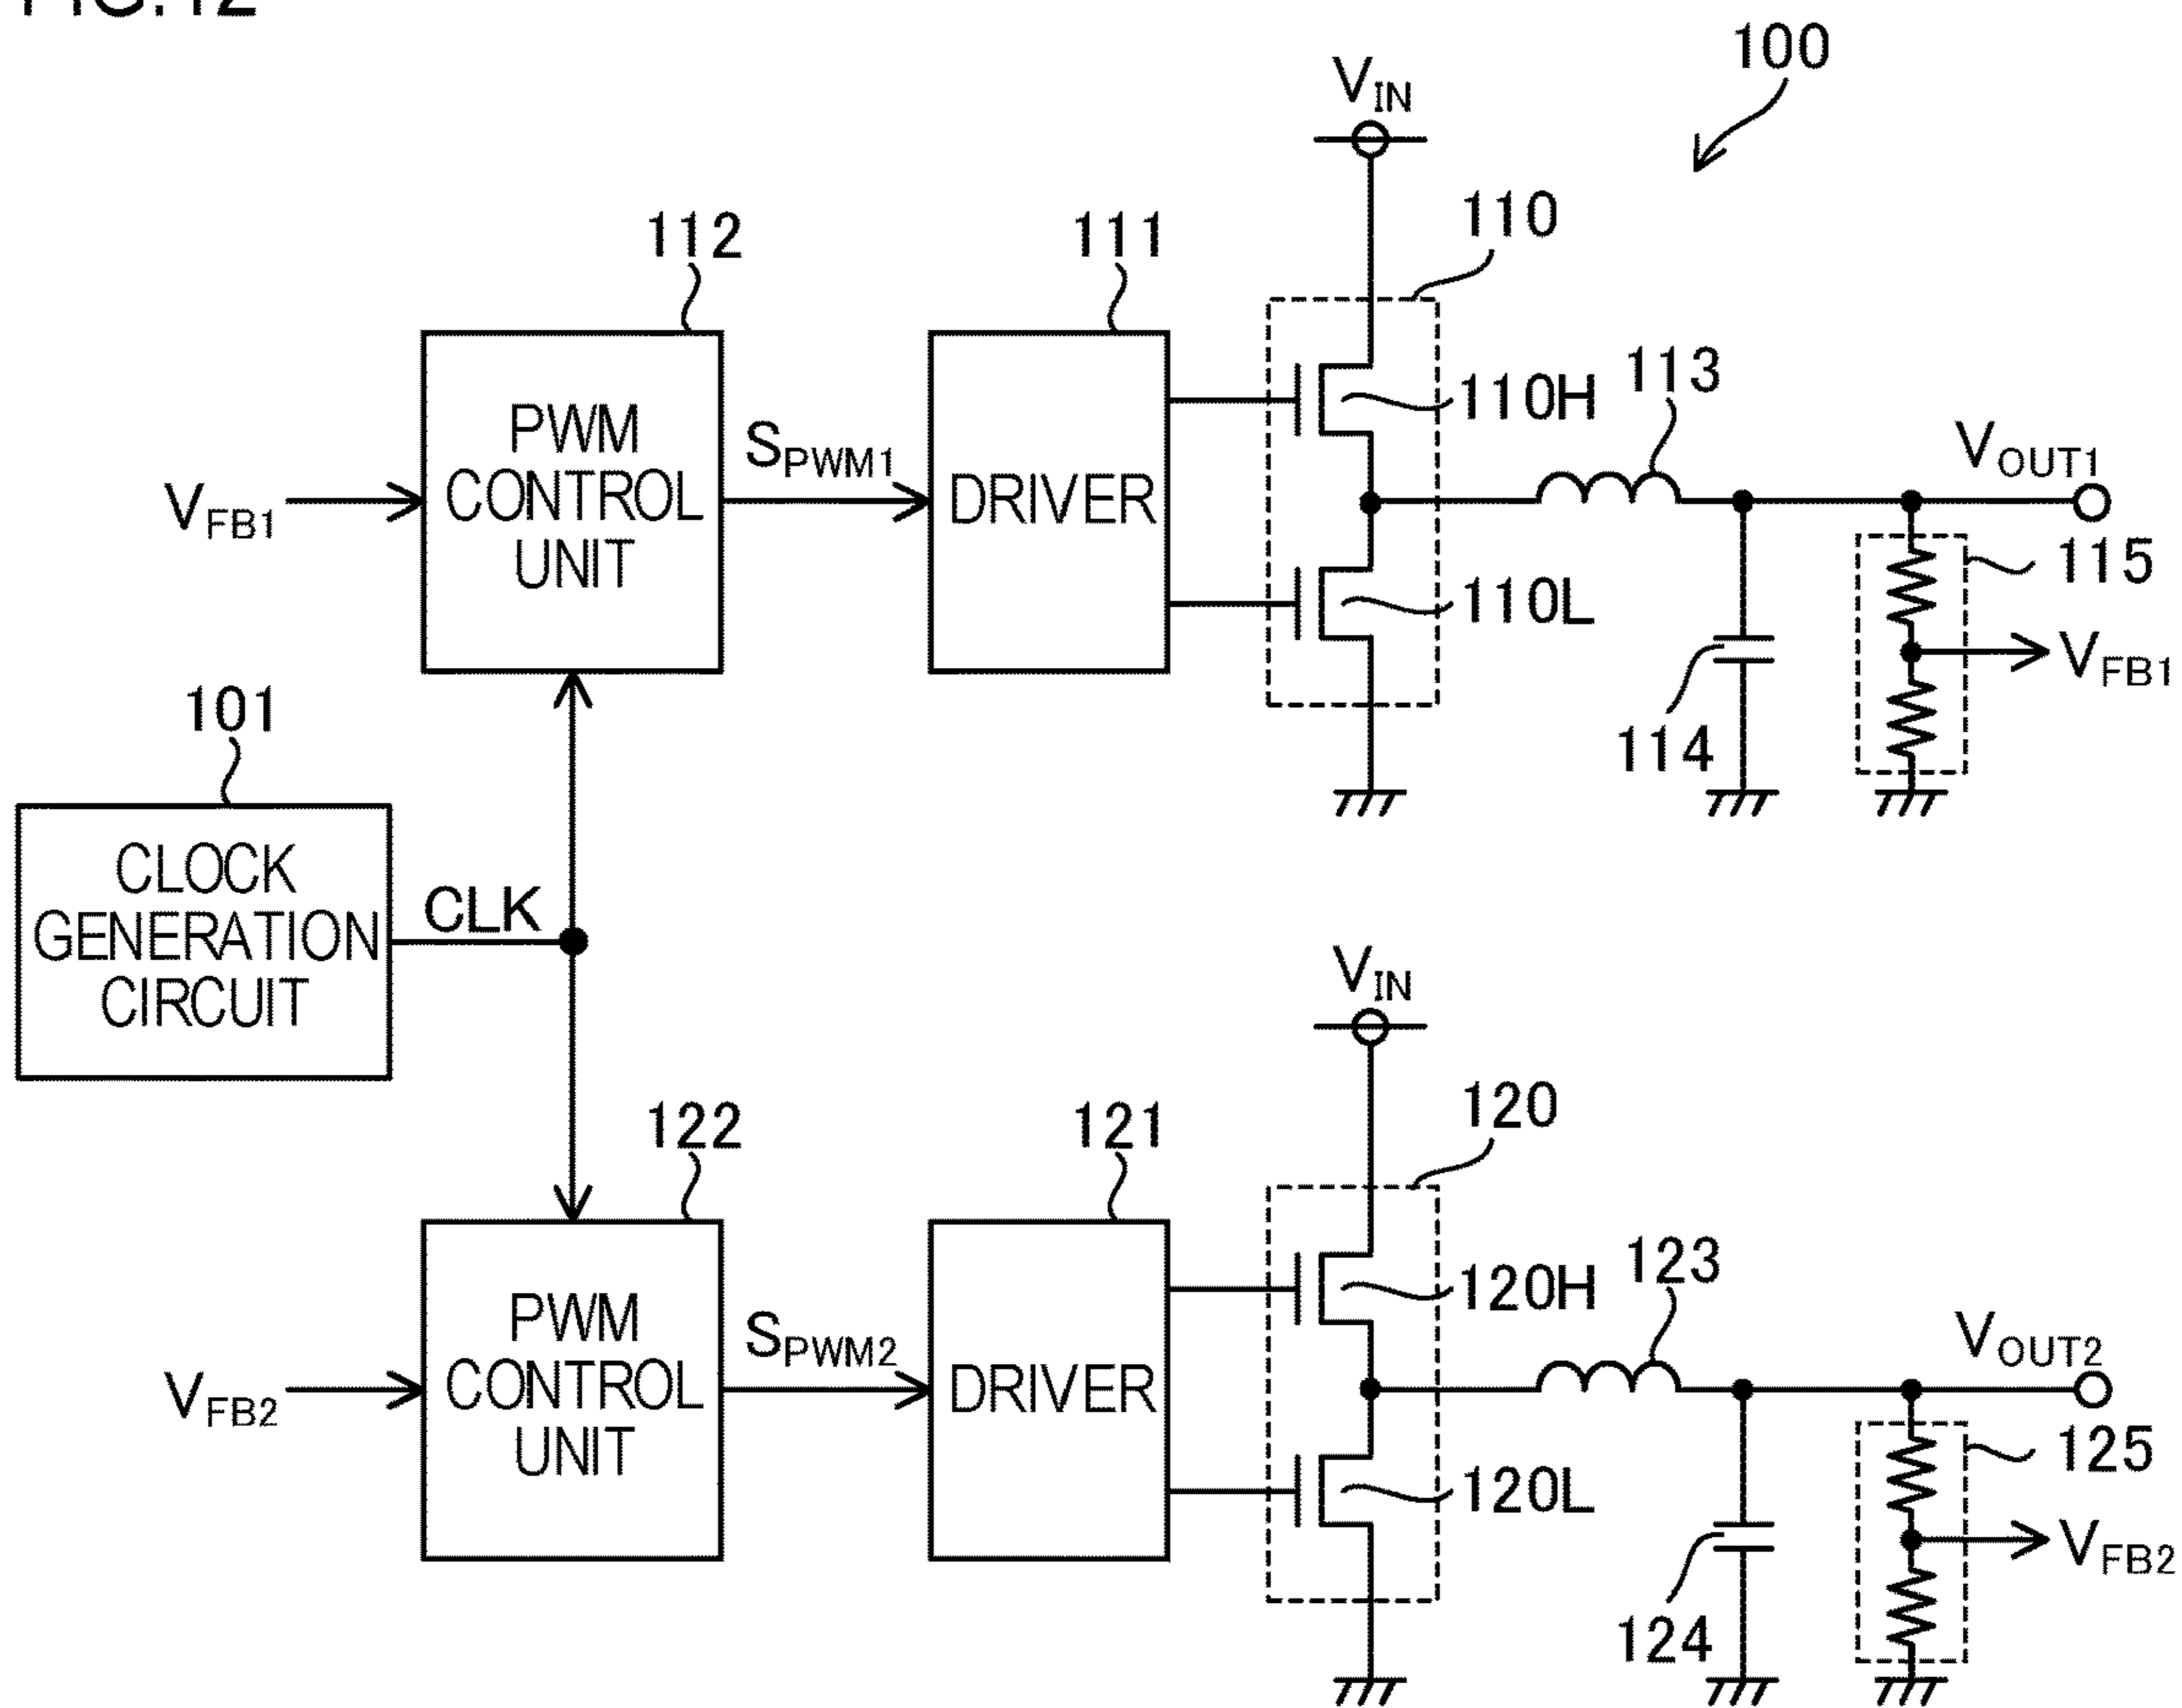 FIG.12
100
VIN
112
111
110
PWM
CONTROL
UNIT
SPWM1
DRIVER
110H
113
VOUT1
VFB1
110L
115
VFB1
114
101
CLOCK
GENERATION
CIRCUIT
CLK
VIN
122
121
120
PWM
CONTROL
UNIT
SPWM2
DRIVER
120H
123
VOUT2
VFB2
120L
125
VFB2
124